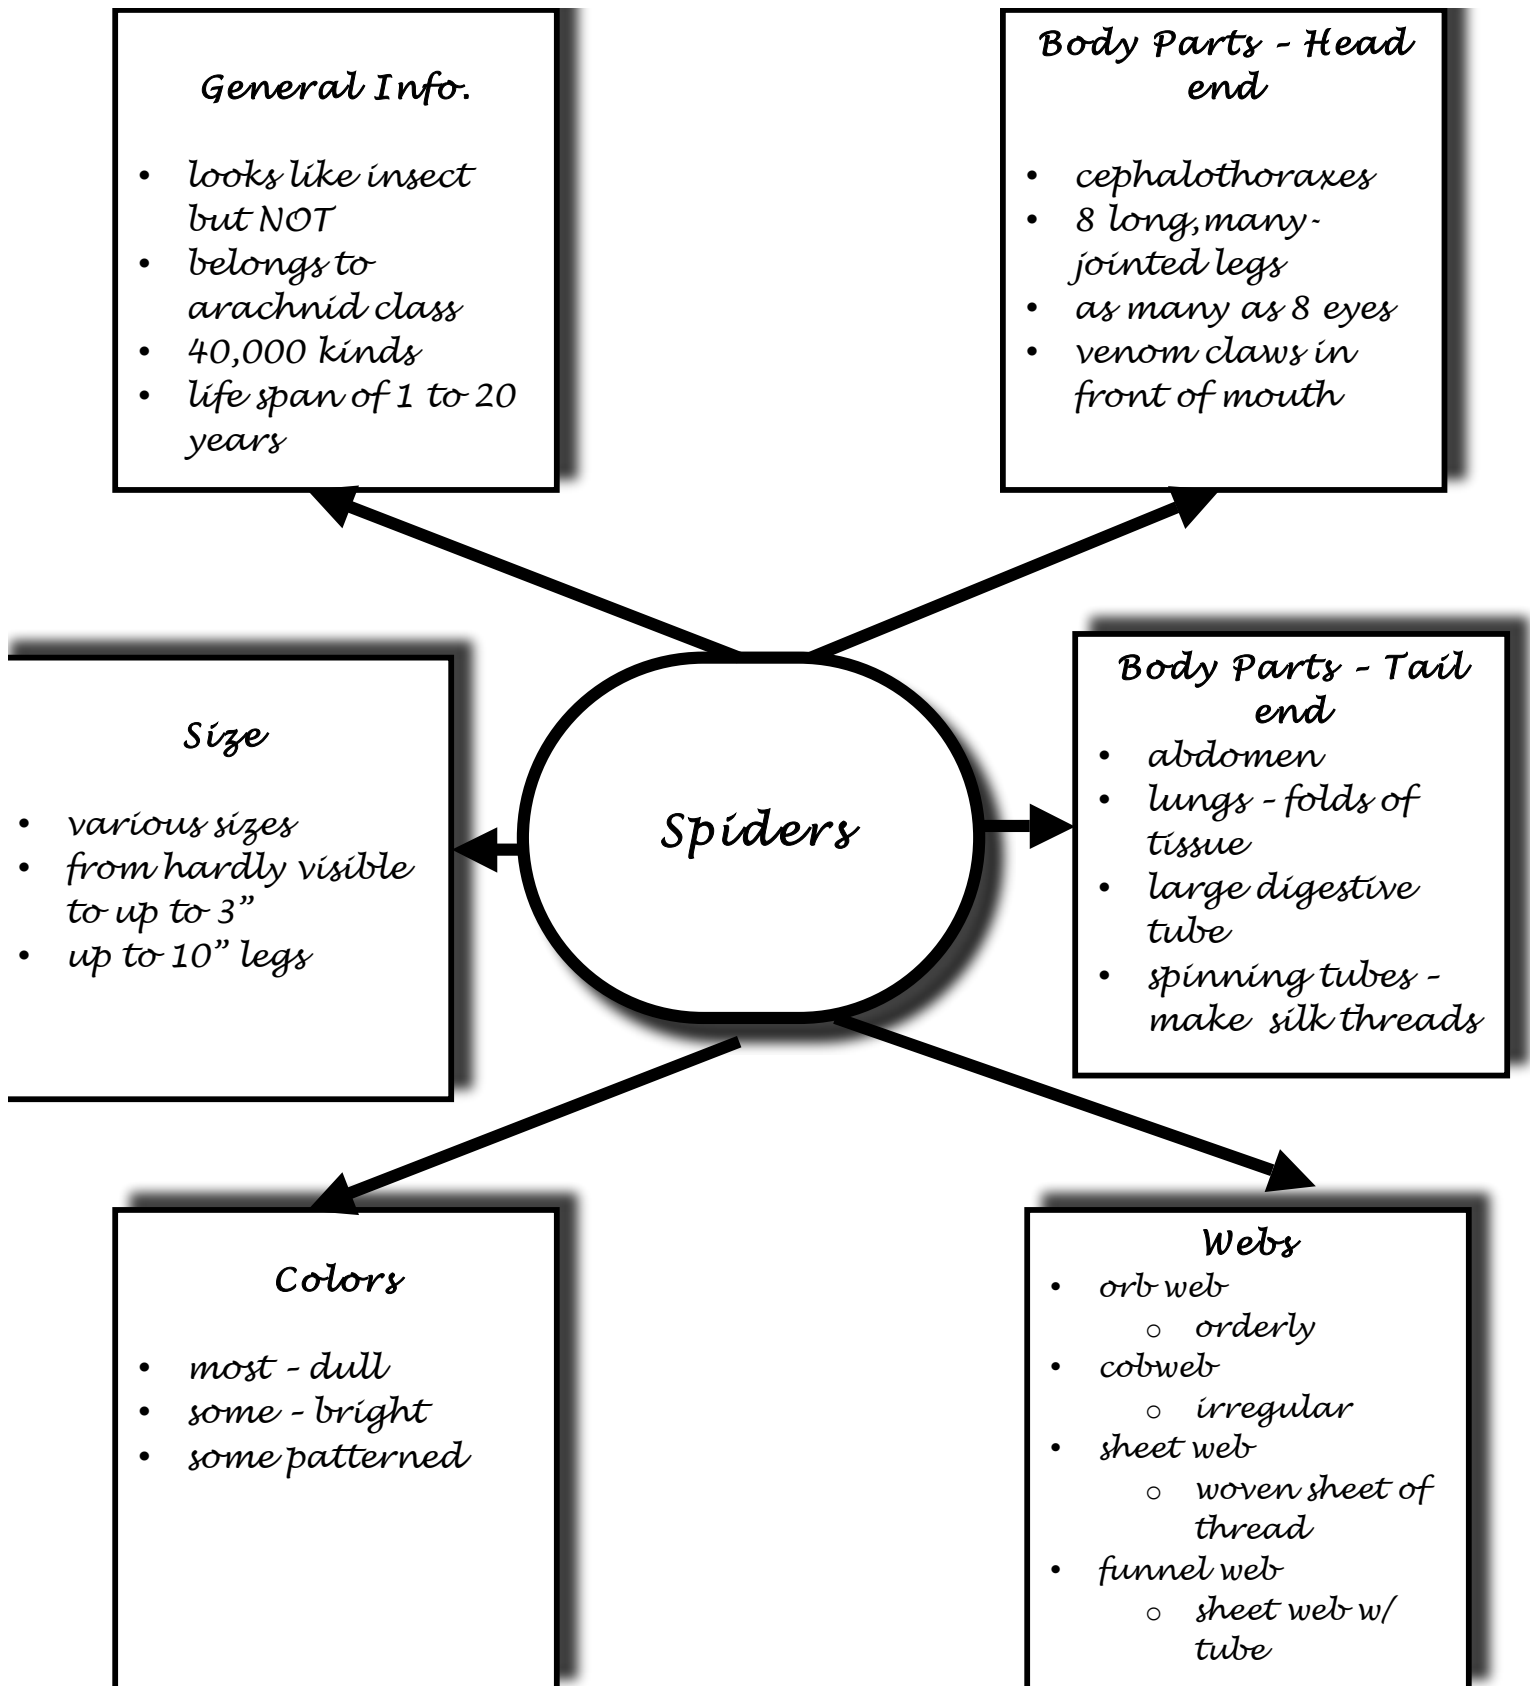 General Info.
• looks like insect
but NOT
• belongs to
arachnid class
• 40,000 kinds
• life span of 1 to 20
years
Body Parts – Head
end
• cephalothoraxes
• 8 long,many-
jointed legs
• as many as 8 eyes
• venom claws in
front of mouth
Size
• various sizes
• from hardly visible
to up to 3”
• up to 10” legs
Spiders
Body Parts – Tail
end
• abdomen
• lungs – folds of
tissue
• large digestive
tube
• spinning tubes –
make silk threads
Colors
• most – dull
• some – bright
• some patterned
Webs
• orb web
o orderly
• cobweb
o irregular
• sheet web
o woven sheet of
thread
• funnel web
o sheet web w/
tube